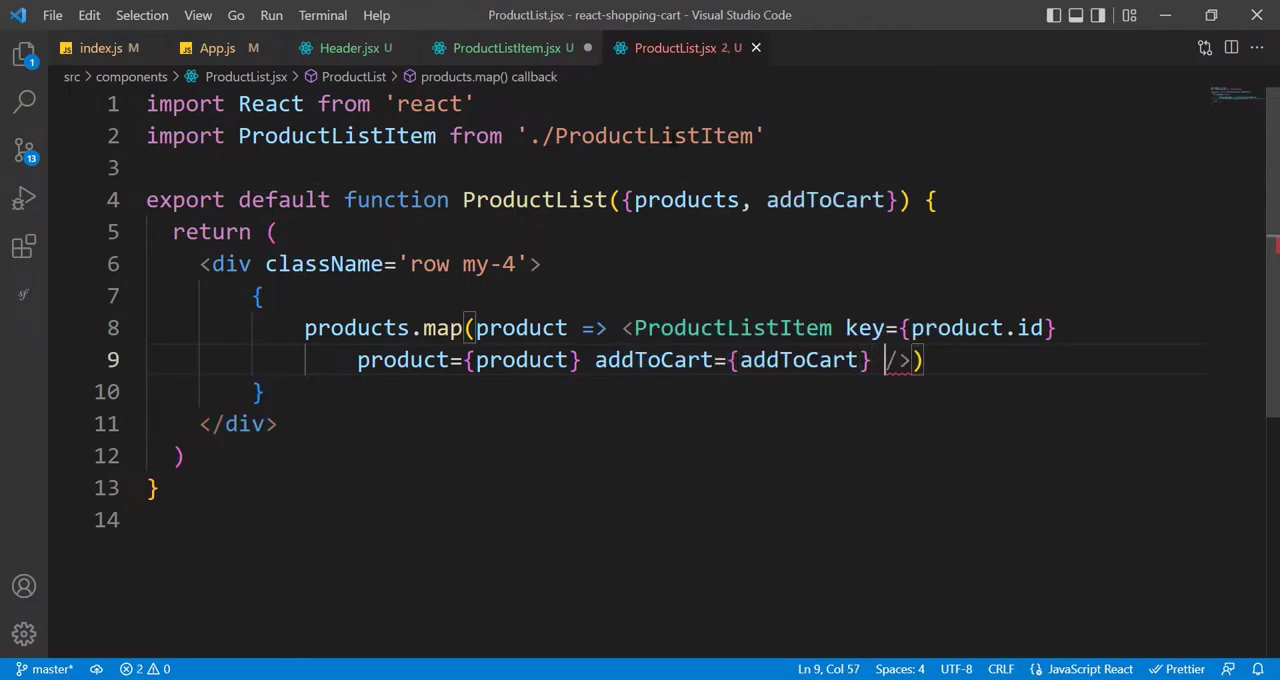 File Edit Selection View Go Run Terminal Help ProductList.jsx - react-shopping-cart - Visual Studio Code
JS index.js M JS App.js M Header.jsx U ProductListItem.jsx U ProductList.jsx 2, U
src > components > ProductList.jsx > ProductList > products.map() callback
1 import React from 'react'
2 import ProductListItem from './ProductListItem'
3
4 export default function ProductList({products, addToCart}) {
5 return (
6 <div className='row my-4'>
7 {
8 products.map(product => <ProductListItem key={product.id}
9 product={product} addToCart={addToCart} />)
10 }
11 </div>
12 )
13 }
14
1
13
sf
master* 2 0 Ln 9, Col 57 Spaces: 4 UTF-8 CRLF JavaScript React Prettier